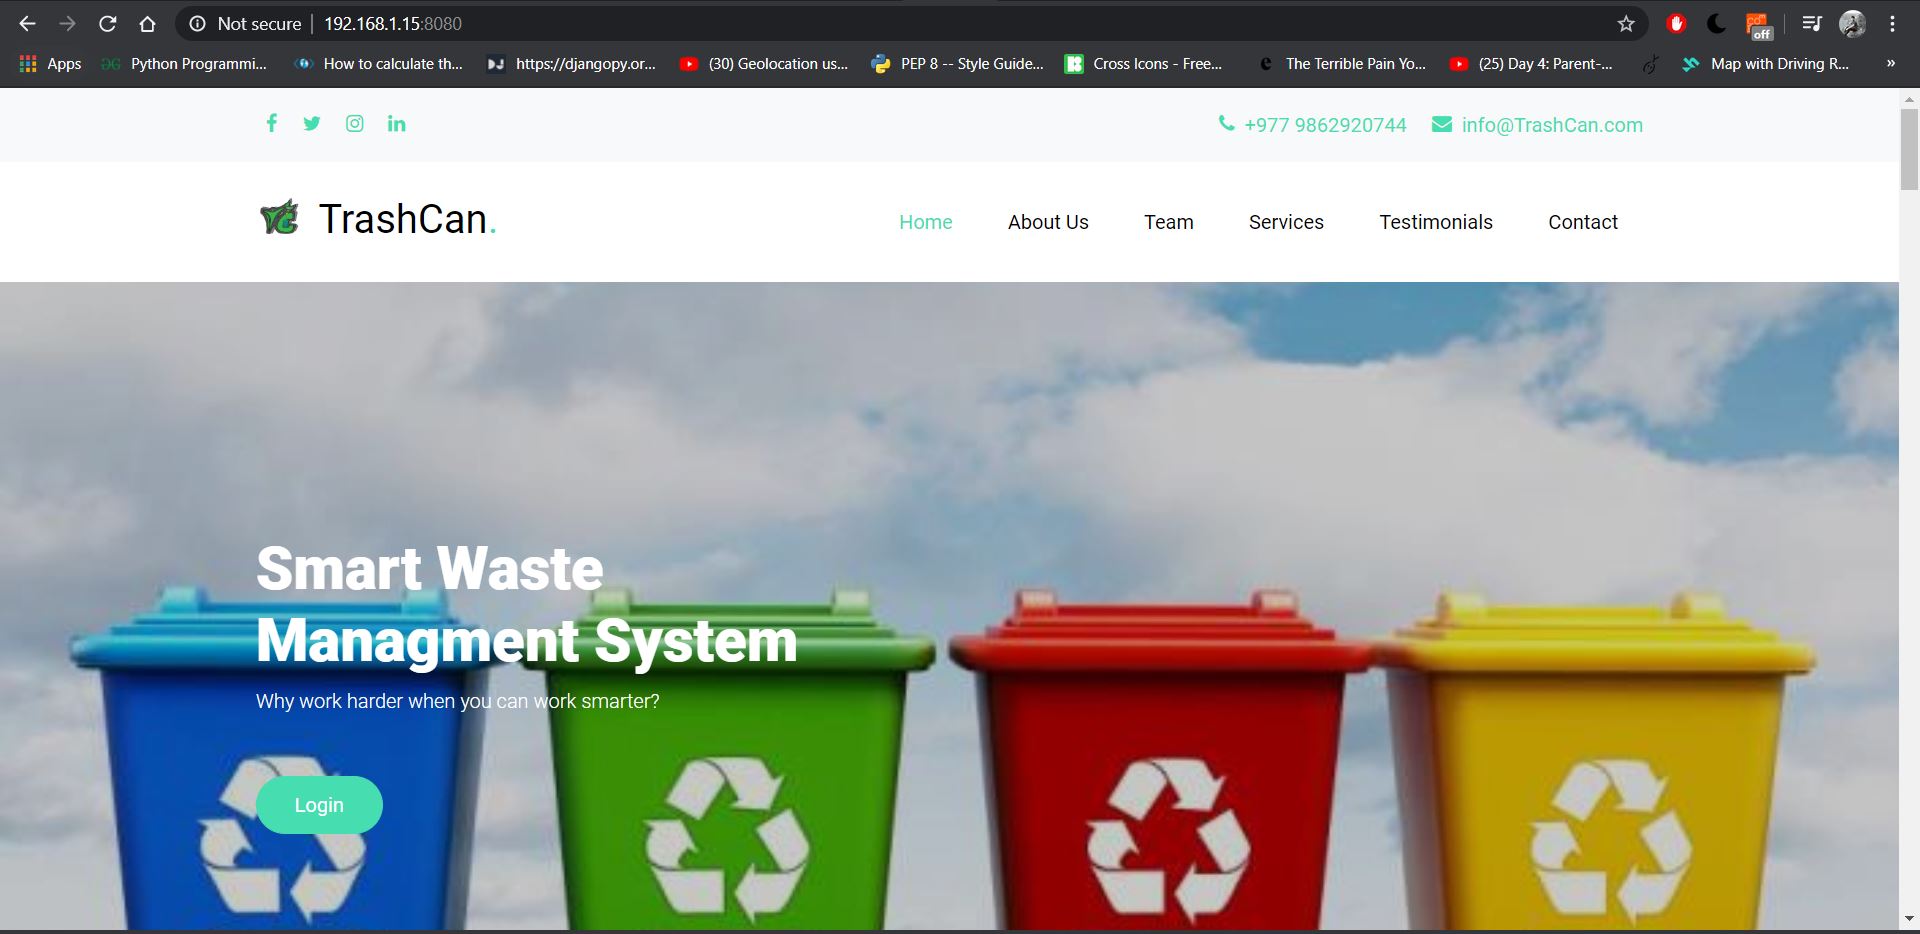 Not secure | 192.168.1.15:8080
off
Apps Python Programmi... How to calculate th... https://djangopy.or... (30) Geolocation us... PEP 8 -- Style Guide... Cross Icons - Free... The Terrible Pain Yo... (25) Day 4: Parent-... Map with Driving R... »
+977 9862920744 info@TrashCan.com
TrashCan. Home About Us Team Services Testimonials Contact
Smart Waste
Managment System
Why work harder when you can work smarter?
Login